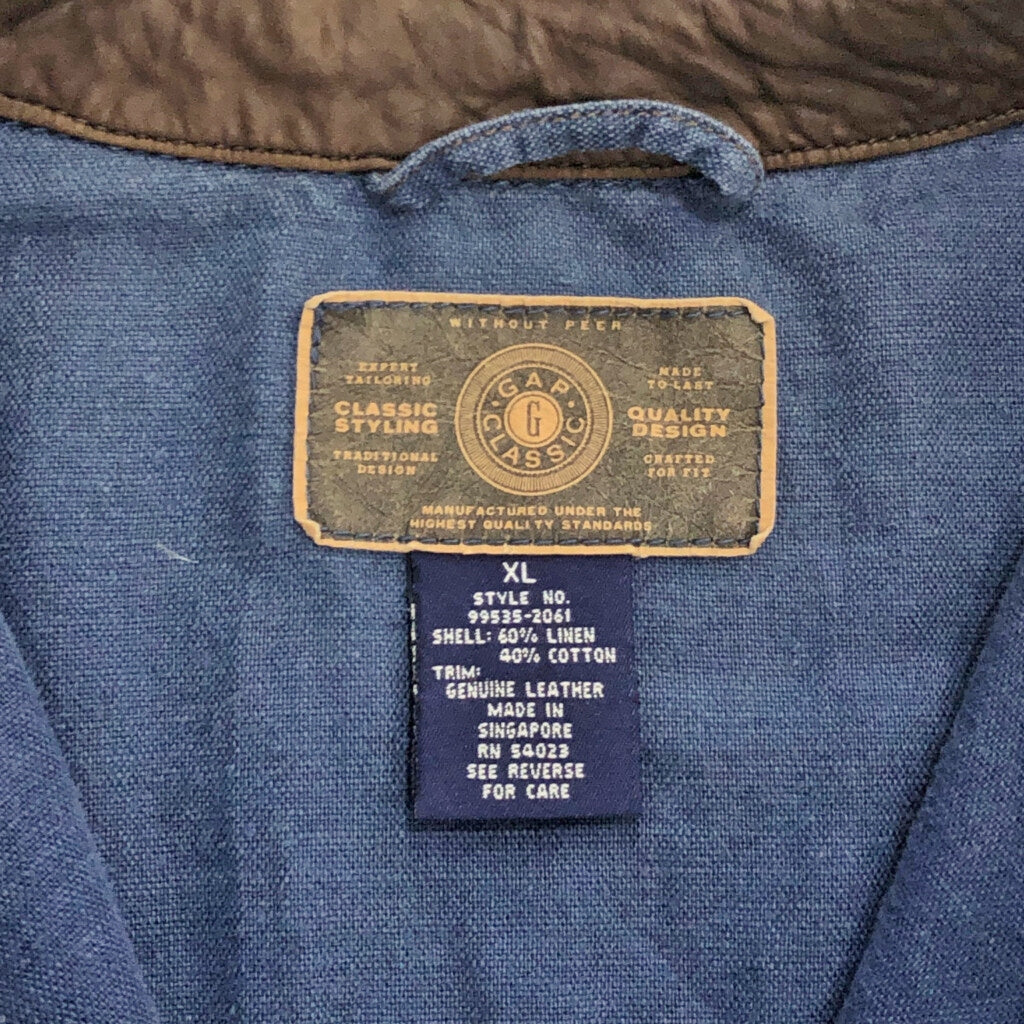 WITHOUT PEER
EXPERT
TAILORING
CLASSIC
STYLING
TRADITIONAL
DESIGN
GAP
G
CLASSIC
MADE
TO LAST
QUALITY
DESIGN
CRAFTED
FOR FIT
MANUFACTURED UNDER THE
HIGHEST QUALITY STANDARDS
XL
STYLE NO.
99535-2061
SHELL: 60% LINEN
40% COTTON
TRIM:
GENUINE LEATHER
MADE IN
SINGAPORE
RN 54023
SEE REVERSE
FOR CARE